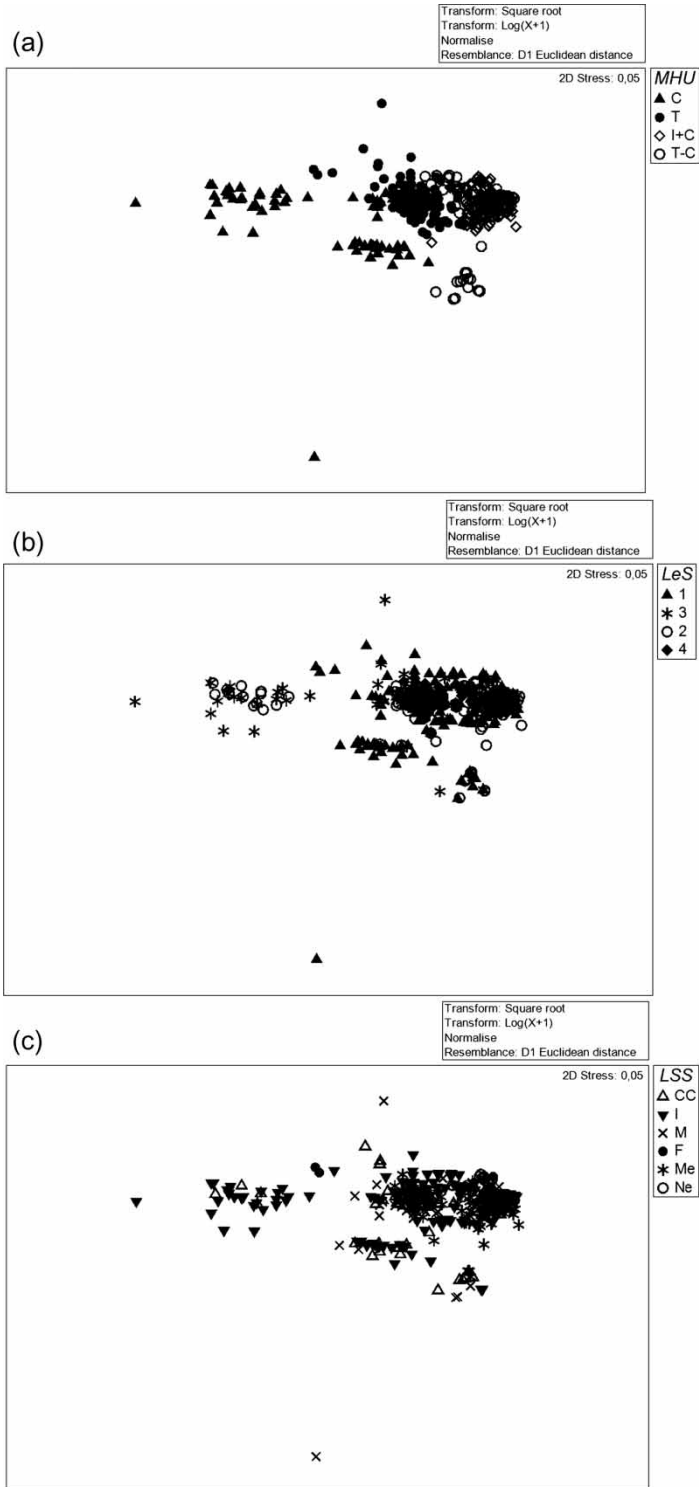 (a)
Transform: Square root
Transform: Log(X+1)
Normalise
Resemblance: D1 Euclidean distance
2D Stress: 0,05
MHU
C
T
I+C
T-C
(b)
Transform: Square root
Transform: Log(X+1)
Normalise
Resemblance: D1 Euclidean distance
2D Stress: 0,05
LeS
1
3
2
4
(c)
Transform: Square root
Transform: Log(X+1)
Normalise
Resemblance: D1 Euclidean distance
2D Stress: 0,05
LSS
CC
I
M
F
Me
Ne